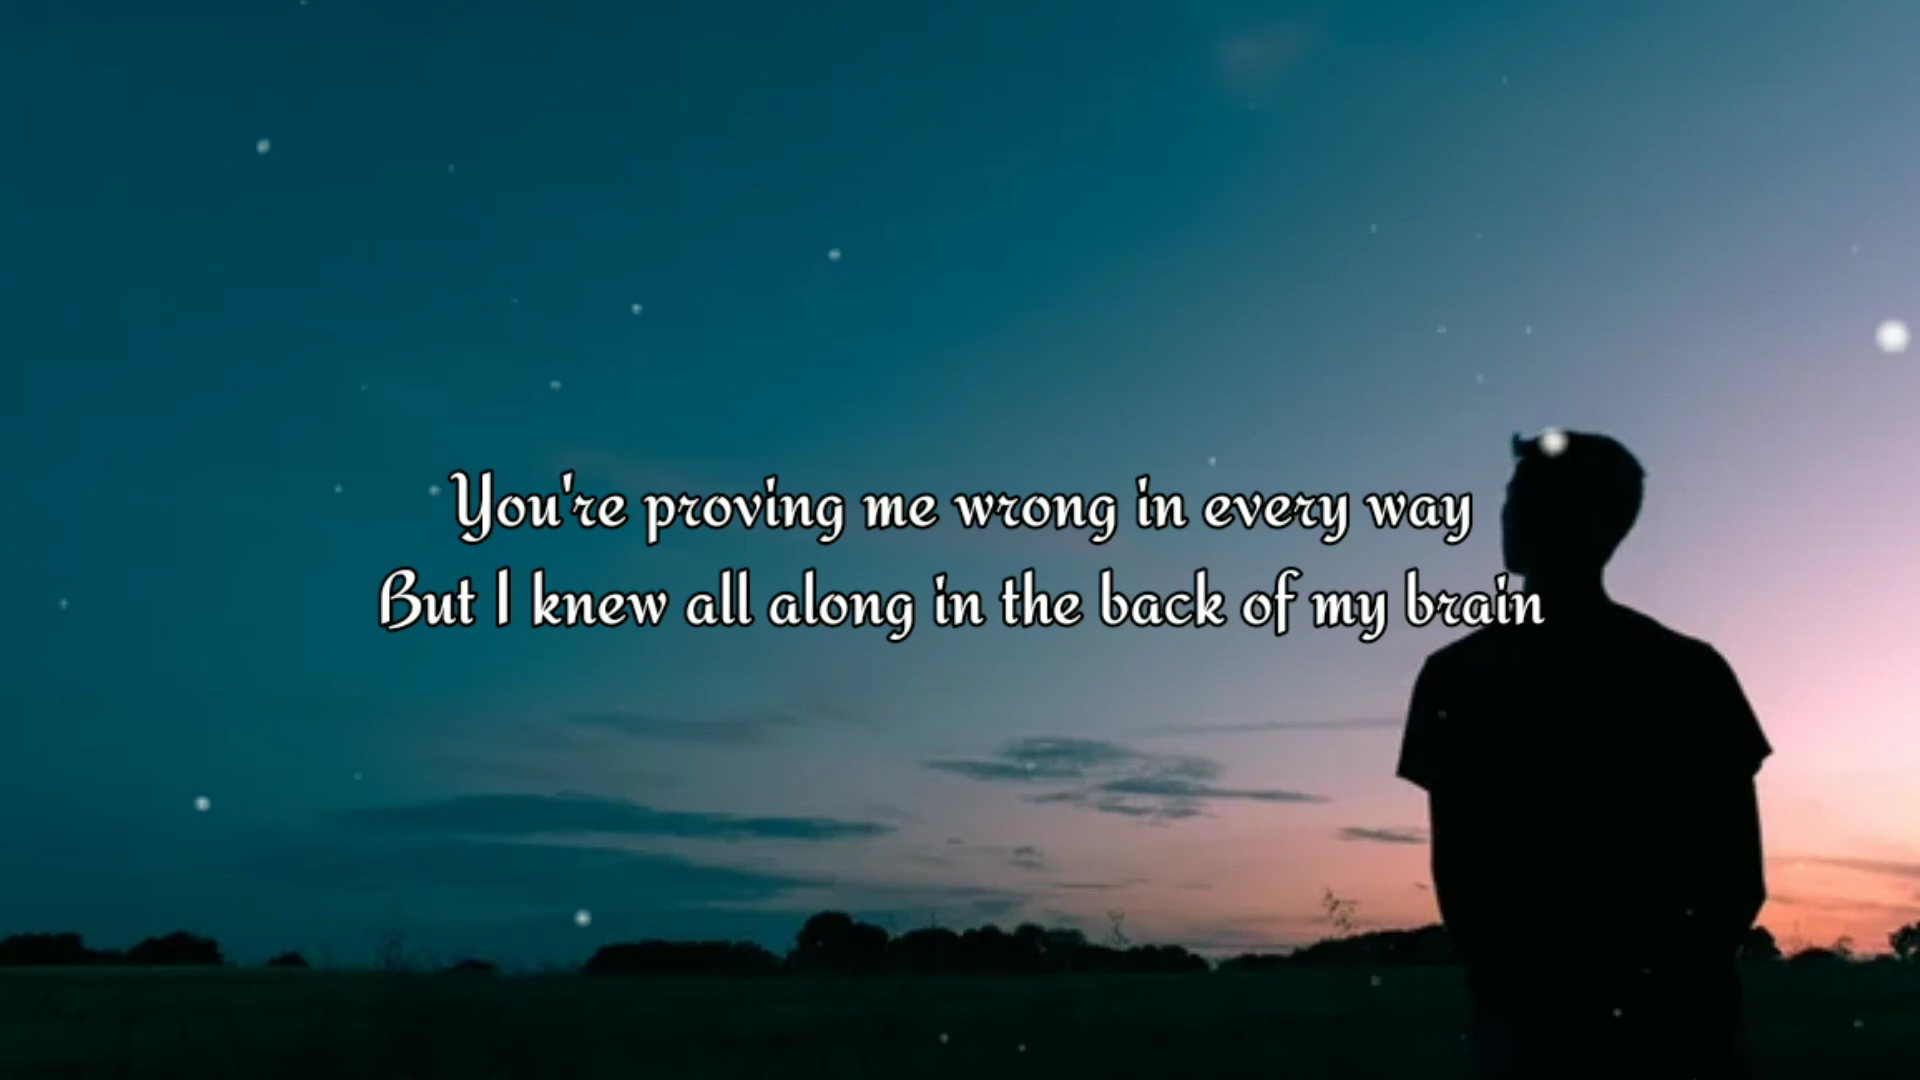 You're proving me wrong in every way
But I knew all along in the back of my brain